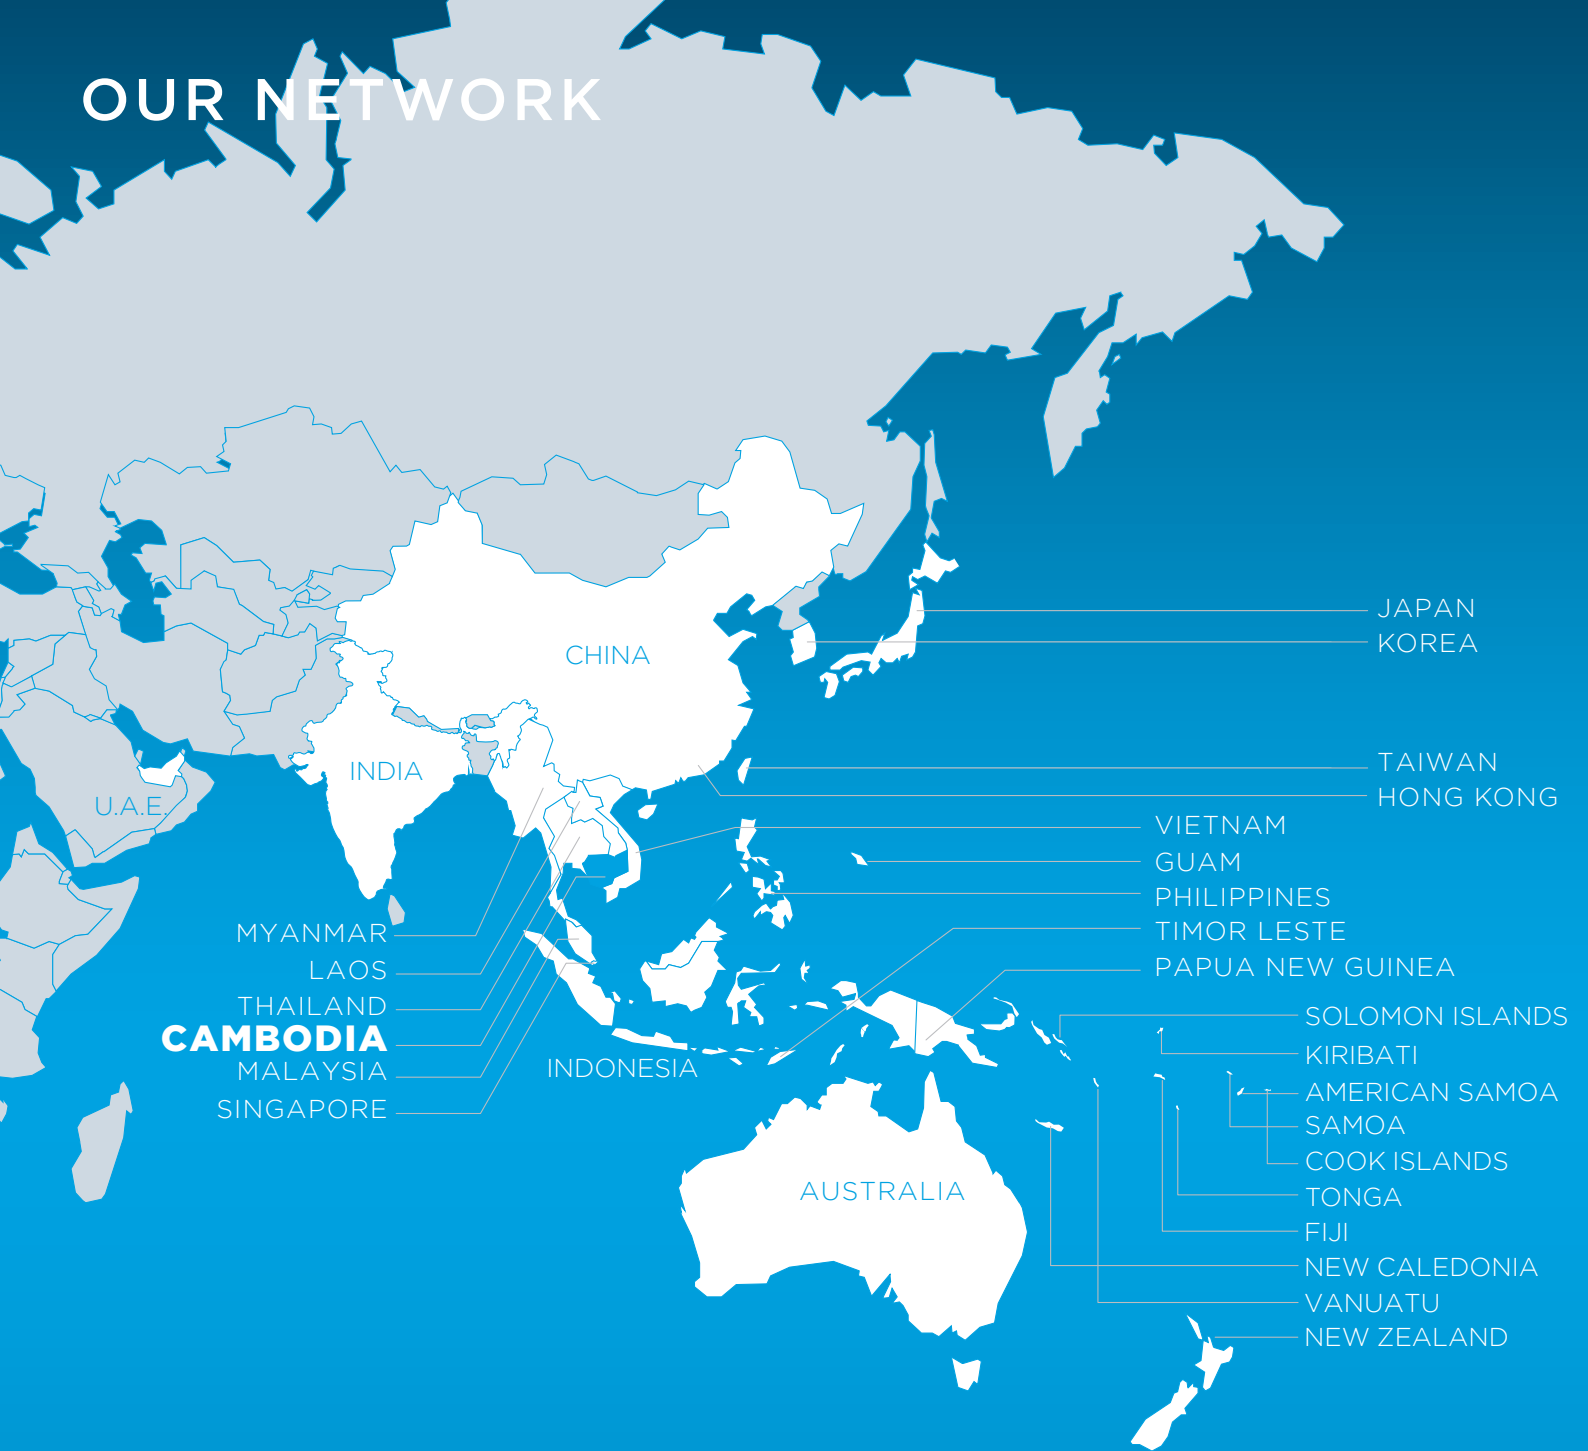 OUR NETWORK
JAPAN
KOREA
CHINA
TAIWAN
INDIA
HONG KONG
U.A.E.
VIETNAM
GUAM
PHILIPPINES
TIMOR LESTE
PAPUA NEW GUINEA
MYANMAR
LAOS
THAILAND
CAMBODIA
MALAYSIA
SINGAPORE
INDONESIA
SOLOMON ISLANDS
KIRIBATI
AMERICAN SAMOA
SAMOA
COOK ISLANDS
TONGA
FIJI
NEW CALEDONIA
VANUATU
NEW ZEALAND
AUSTRALIA